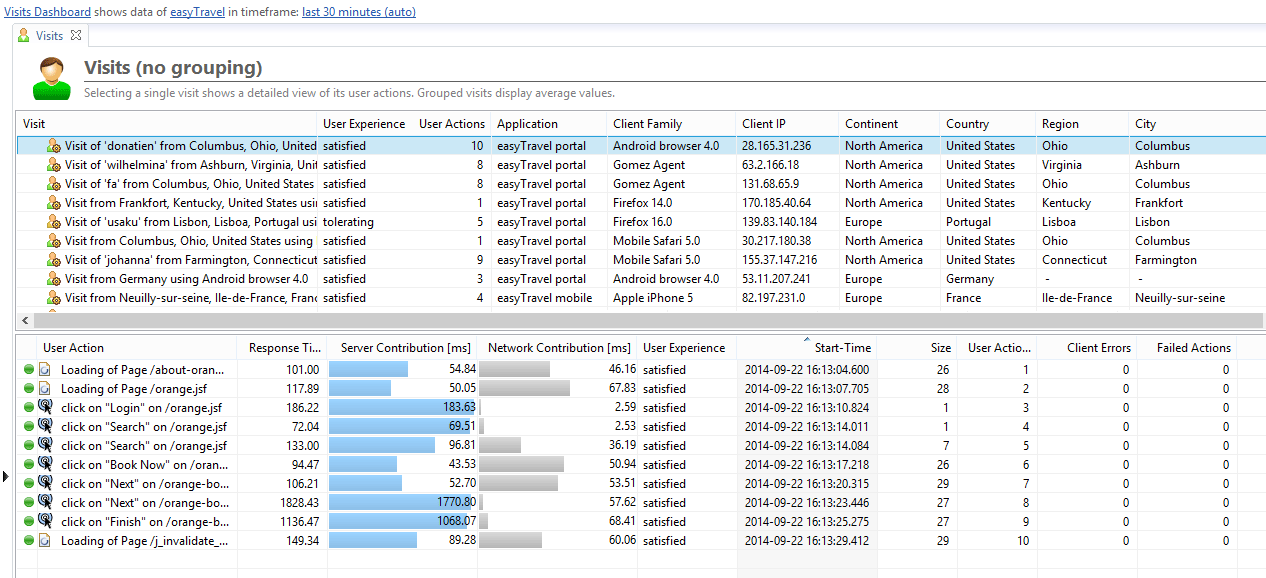 Visits Dashboard shows data of easyTravel in timeframe: last 30 minutes (auto)
Visits
Visits (no grouping)
Selecting a single visit shows a detailed view of its user actions. Grouped visits display average values.
Visit User Experience User Actions Application Client Family Client IP Continent Country Region City
Visit of 'donatien' from Columbus, Ohio, United satisfied 10 easyTravel portal Android browser 4.0 28.165.31.236 North America United States Ohio Columbus
Visit of 'wilhelmina' from Ashburn, Virginia, Unit satisfied 8 easyTravel portal Gomez Agent 63.2.166.18 North America United States Virginia Ashburn
Visit of 'fa' from Columbus, Ohio, United States satisfied 8 easyTravel portal Gomez Agent 131.68.65.9 North America United States Ohio Columbus
Visit from Frankfort, Kentucky, United States usi satisfied 1 easyTravel portal Firefox 14.0 170.185.40.64 North America United States Kentucky Frankfort
Visit of 'usaku' from Lisbon, Lisboa, Portugal usi tolerating 5 easyTravel portal Firefox 16.0 139.83.140.184 Europe Portugal Lisboa Lisbon
Visit from Columbus, Ohio, United States using satisfied 1 easyTravel portal Mobile Safari 5.0 30.217.180.38 North America United States Ohio Columbus
Visit of 'johanna' from Farmington, Connecticut satisfied 9 easyTravel portal Mobile Safari 5.0 155.37.147.216 North America United States Connecticut Farmington
Visit from Germany using Android browser 4.0 satisfied 3 easyTravel portal Android browser 4.0 53.11.207.241 Europe Germany - -
Visit from Neuilly-sur-seine, Ile-de-France, Franc satisfied 4 easyTravel mobile Apple iPhone 5 82.197.231.0 Europe France Ile-de-France Neuilly-sur-seine
User Action Response Ti... Server Contribution [ms] Network Contribution [ms] User Experience Start-Time Size User Actio... Client Errors Failed Actions
Loading of Page /about-oran... 101.00 54.84 46.16 satisfied 2014-09-22 16:13:04.600 26 1 0 0
Loading of Page /orange.jsf 117.89 50.05 67.83 satisfied 2014-09-22 16:13:07.705 28 2 0 0
click on "Login" on /orange.jsf 186.22 183.63 2.59 satisfied 2014-09-22 16:13:10.824 1 3 0 0
click on "Search" on /orange.jsf 72.04 69.51 2.53 satisfied 2014-09-22 16:13:14.011 1 4 0 0
click on "Search" on /orange.jsf 133.00 96.81 36.19 satisfied 2014-09-22 16:13:14.084 7 5 0 0
click on "Book Now" on /oran... 94.47 43.53 50.94 satisfied 2014-09-22 16:13:17.218 26 6 0 0
click on "Next" on /orange-bo... 106.21 52.70 53.51 satisfied 2014-09-22 16:13:20.315 29 7 0 0
click on "Next" on /orange-bo... 1828.43 1770.80 57.62 satisfied 2014-09-22 16:13:23.446 27 8 0 0
click on "Finish" on /orange-b... 1136.47 1068.07 68.41 satisfied 2014-09-22 16:13:25.275 27 9 0 0
Loading of Page /j_invalidate_... 149.34 89.28 60.06 satisfied 2014-09-22 16:13:29.412 29 10 0 0